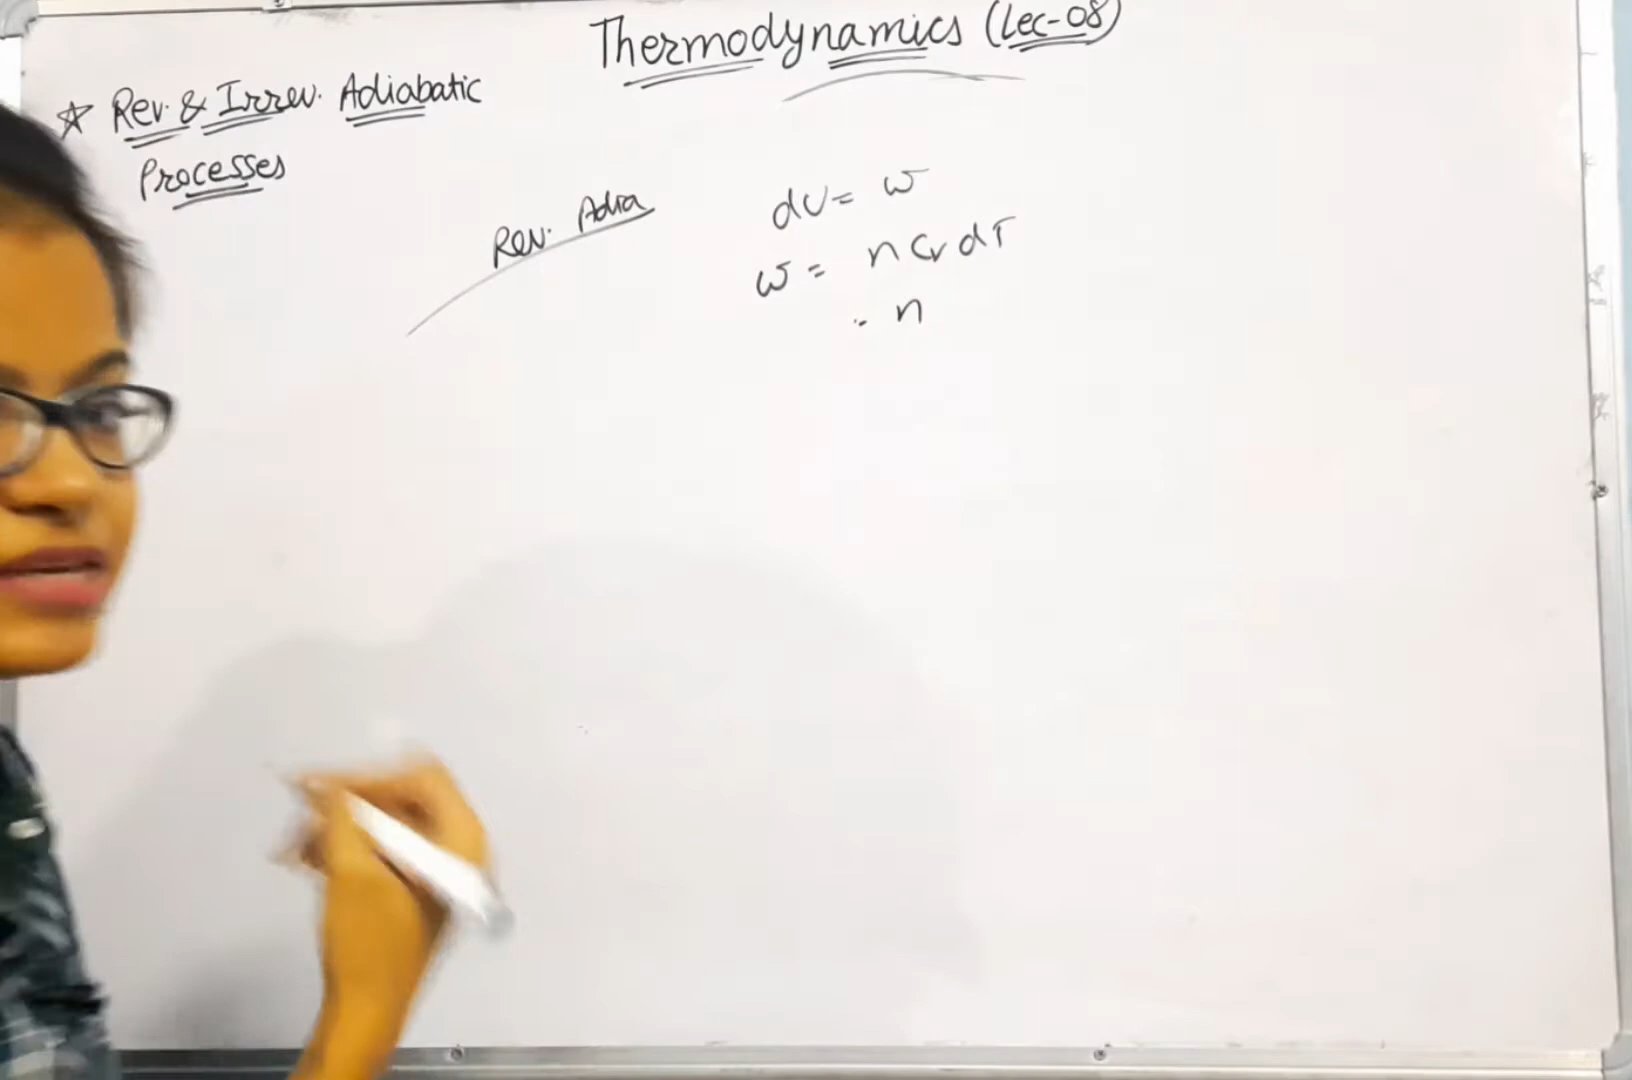 Thermodynamics (Lec-08)
☆ Rev. & Irrev. Adiabatic
Processes
Rev. Adia
dU = w
w = nCvdT
= n